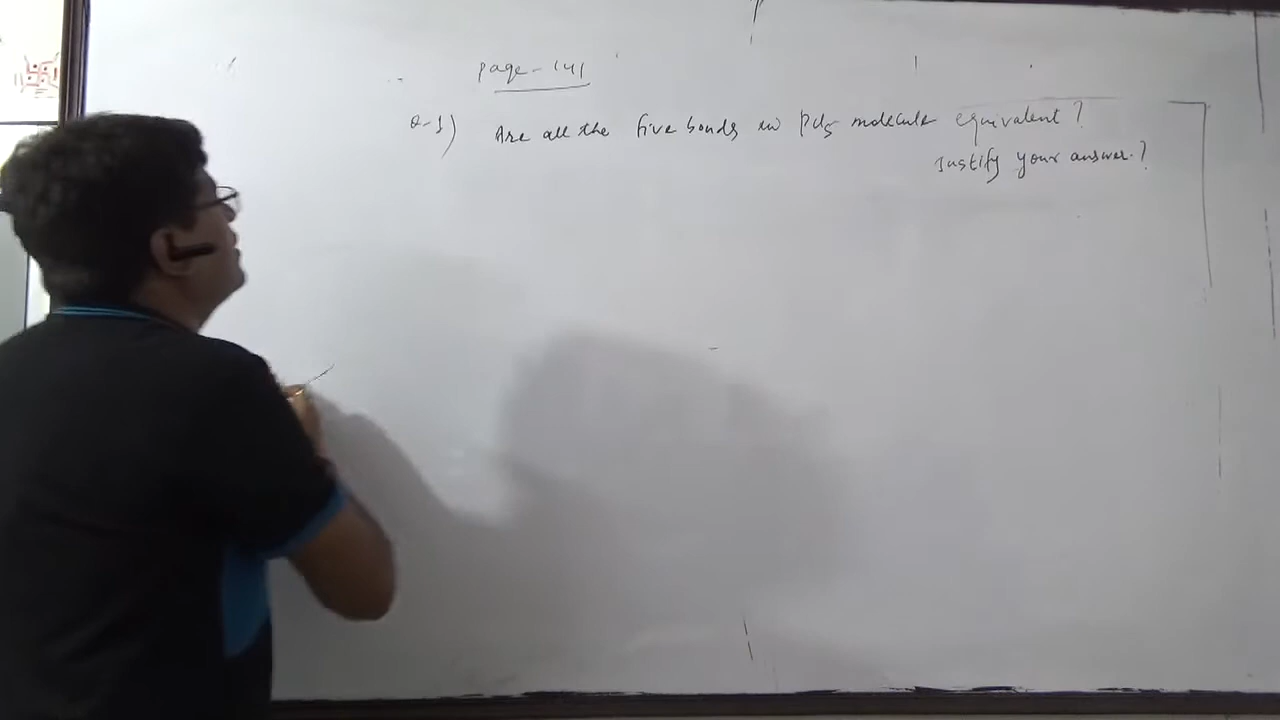 Page - 141
Q-1) Are all the five bonds in PCl5 molecule equivalent?
Justify your answer.?